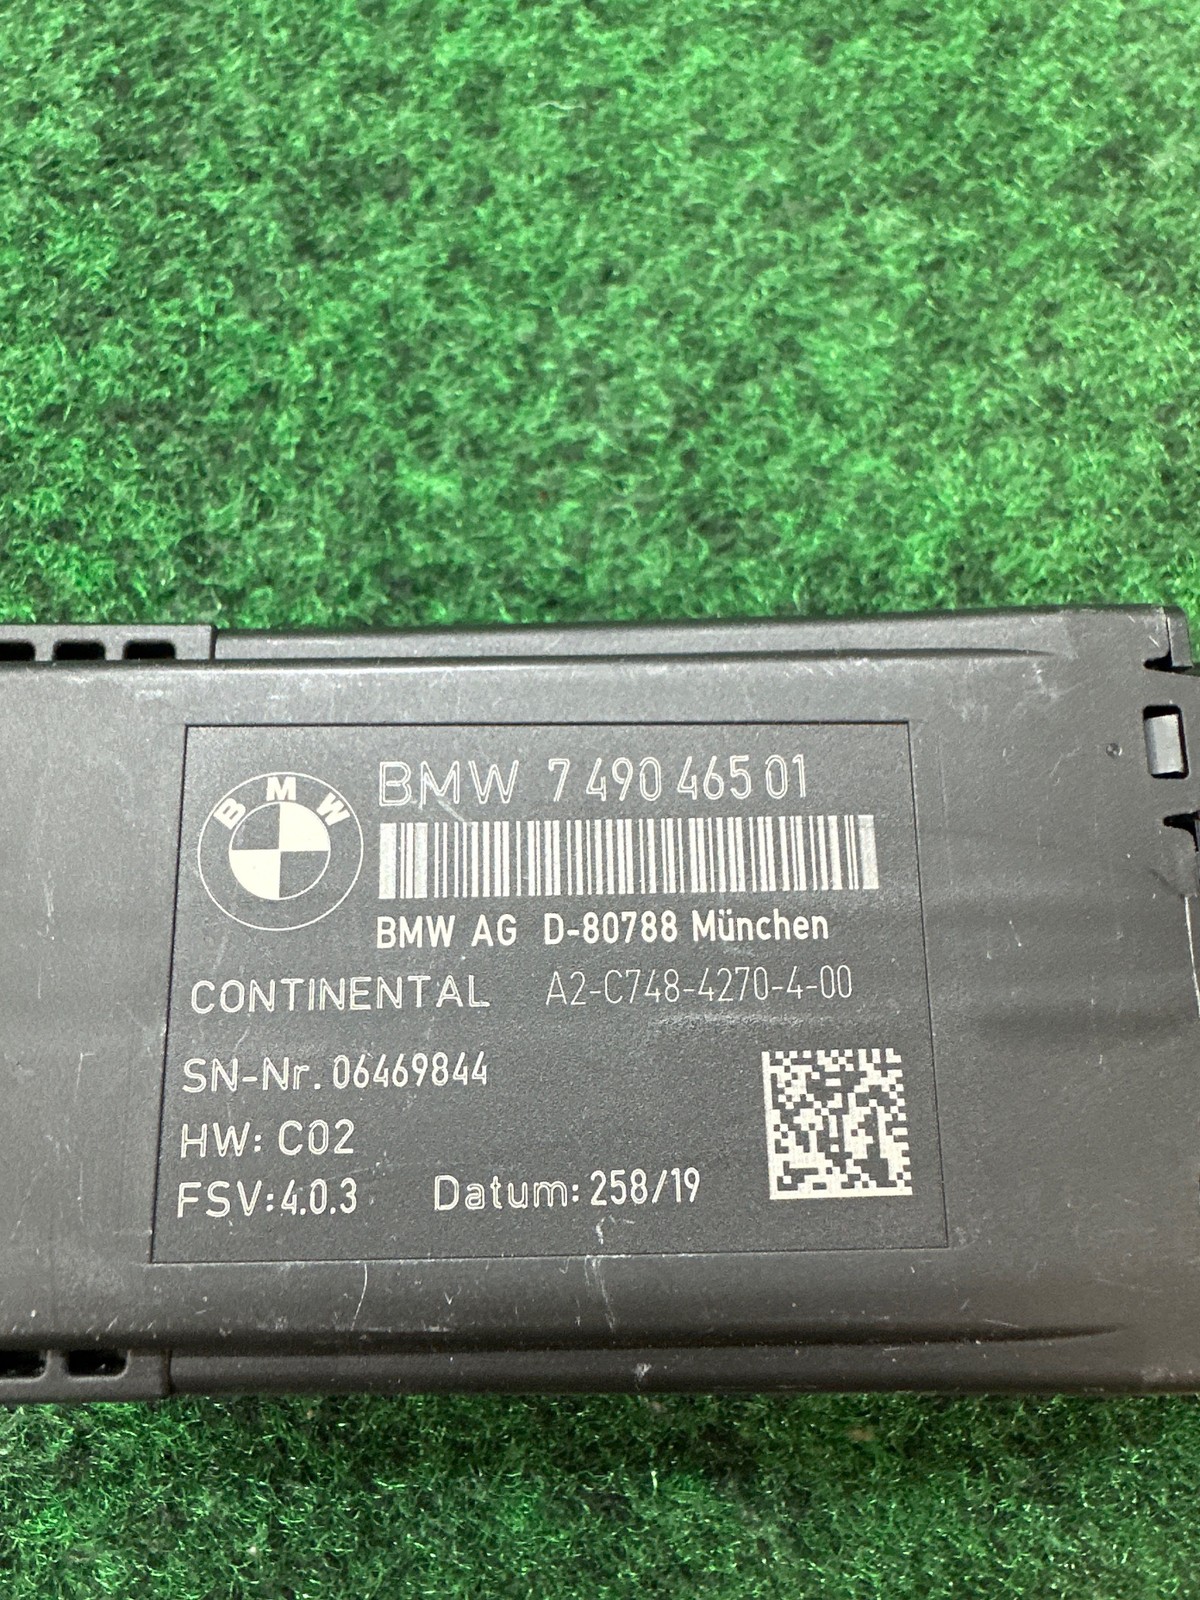 BMW
BMW 7 490 465 01
BMW AG D-80788 München
CONTINENTAL A2-C748-4270-4-00
SN-Nr. 06469844
HW: C02
FSV:4.0.3 Datum: 258/19